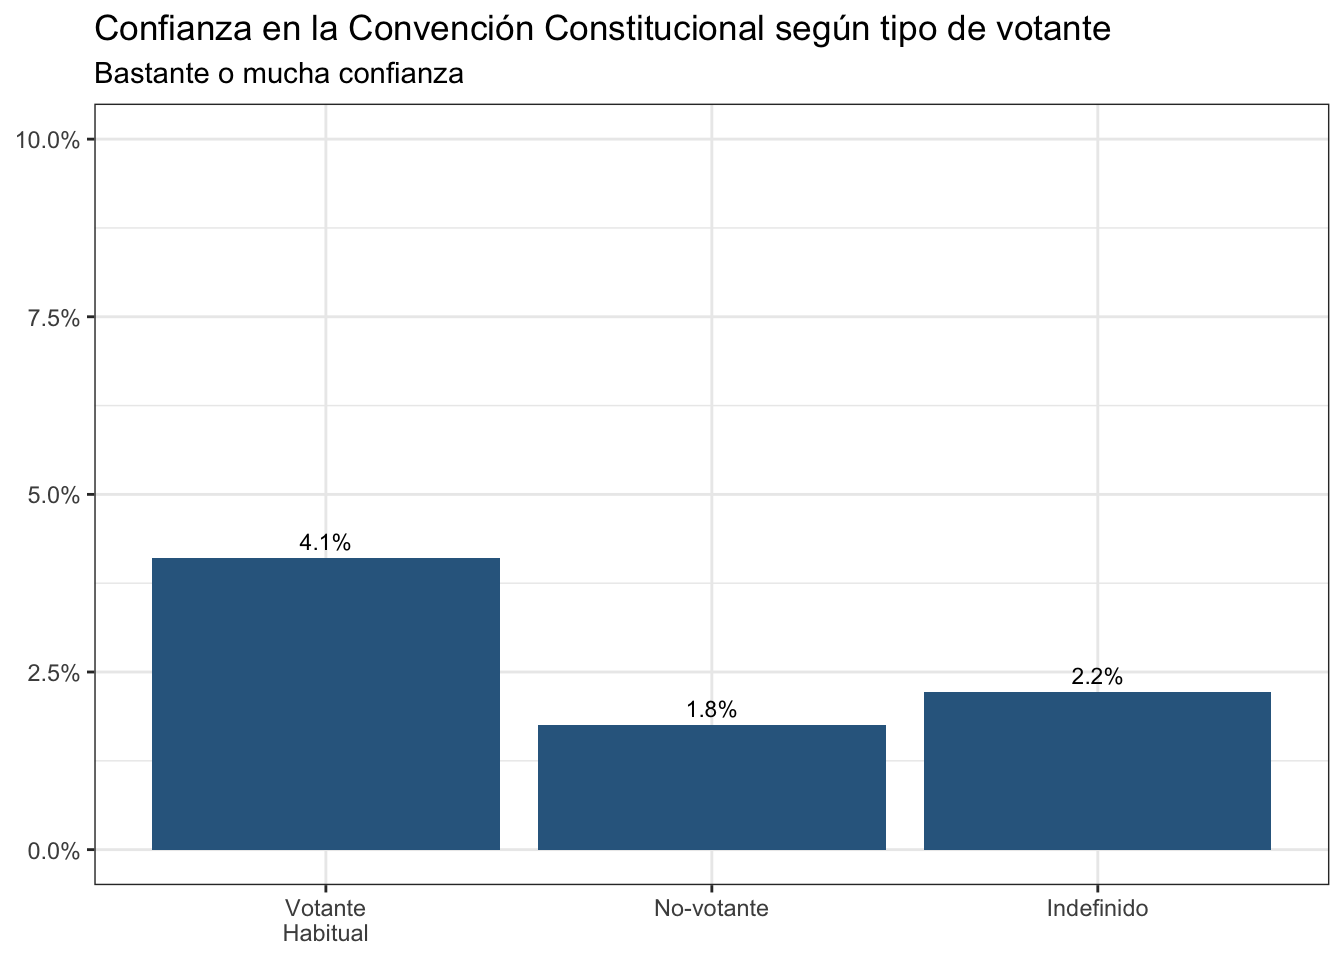 Confianza en la Convención Constitucional según tipo de votante
Bastante o mucha confianza
10.0%
7.5%
5.0%
4.1%
2.5%
2.2%
1.8%
0.0%
Votante
Habitual
No-votante
Indefinido